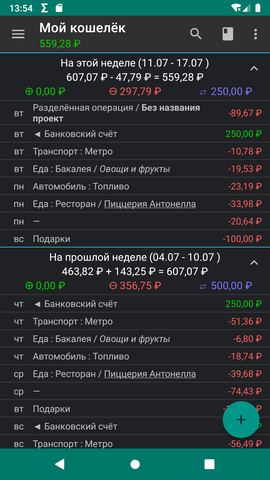 13:54 Σ
Мой кошелёк
559,28 ₽
На этой неделе (11.07 - 17.07 )
607,07 ₽ - 47,79 ₽ = 559,28 ₽
⊕ 0,00 ₽ ⊖ 297,79 ₽ ⇄ 250,00 ₽
вт Разделённая операция / Без названия проект -89,67 ₽
вт ◄ Банковский счёт 250,00 ₽
вт Транспорт : Метро -10,78 ₽
вт Еда : Бакалея / Овощи и фрукты -19,53 ₽
пн Автомобиль : Топливо -23,19 ₽
пн Еда : Ресторан / Пиццерия Антонелла -33,98 ₽
пн — -20,64 ₽
вс Подарки -100,00 ₽
На прошлой неделе (04.07 - 10.07 )
463,82 ₽ + 143,25 ₽ = 607,07 ₽
⊕ 0,00 ₽ ⊖ 356,75 ₽ ⇄ 500,00 ₽
чт ◄ Банковский счёт 250,00 ₽
чт Транспорт : Метро -51,36 ₽
чт Еда : Бакалея / Овощи и фрукты -6,80 ₽
чт Автомобиль : Топливо -18,74 ₽
ср Еда : Ресторан / Пиццерия Антонелла -39,68 ₽
ср — -74,43 ₽
вт Подарки
вс ◄ Банковский счёт
вс Транспорт : Метро -56,49 ₽